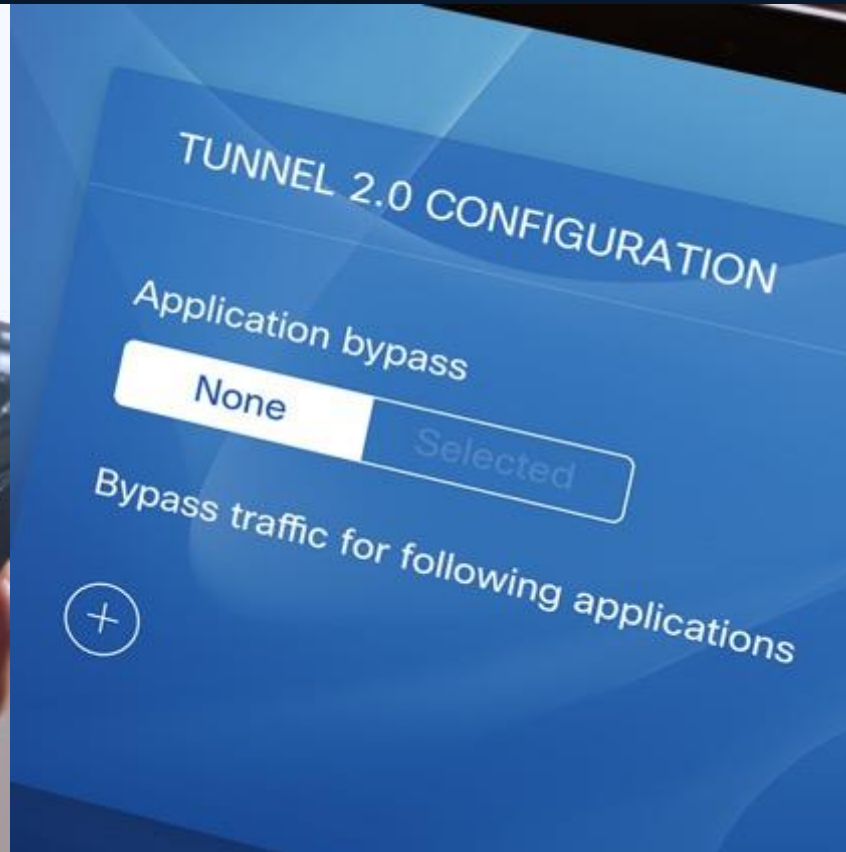 TUNNEL 2.0 CONFIGURATION
Application bypass
None
Selected
Bypass traffic for following applications